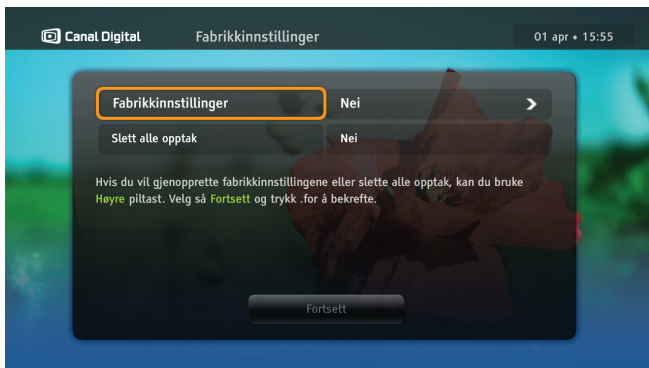 Canal Digital Fabrikkinnstillinger 01 apr • 15:55
Fabrikkinnstillinger Nei
Slett alle opptak Nei
Hvis du vil gjenopprette fabrikkinnstillingene eller slette alle opptak, kan du bruke
Høyre piltast. Velg så Fortsett og trykk .for å bekrefte.
Fortsett